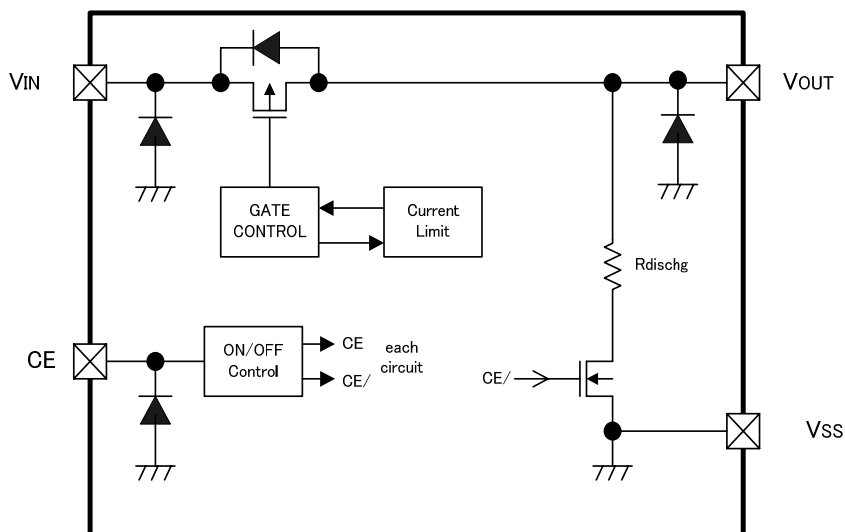 VIN
VOUT
GATE
CONTROL
Current
Limit
Rdischg
CE
ON/OFF
Control
CE
CE/
each
circuit
CE/
VSS